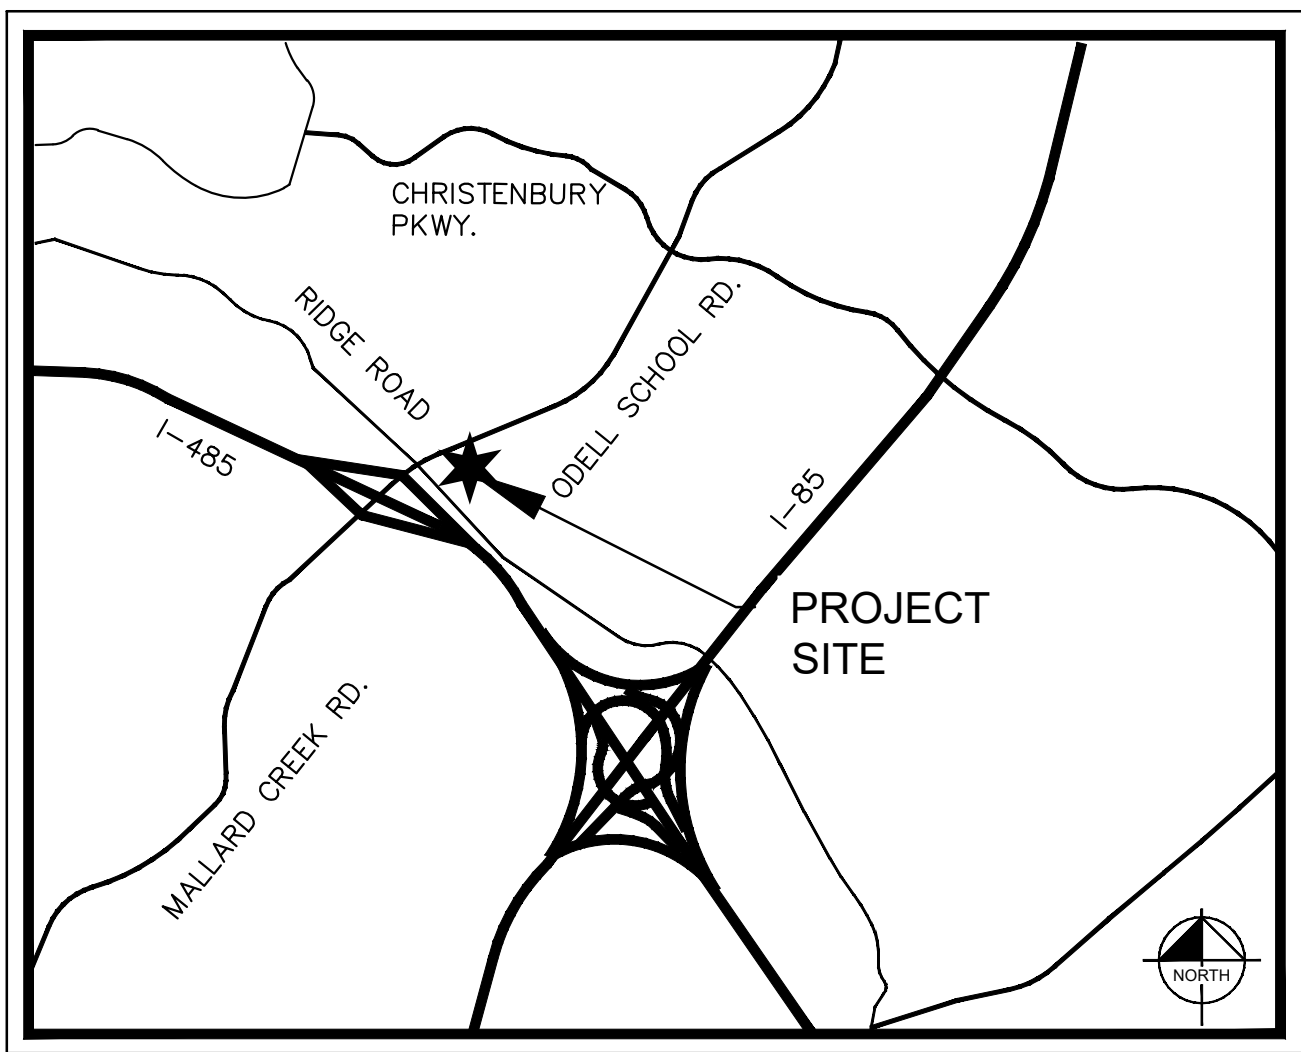 CHRISTENBURY
PKWY.
RIDGE ROAD
ODELL SCHOOL RD.
I-485
I-85
PROJECT
SITE
MALLARD CREEK RD.
NORTH